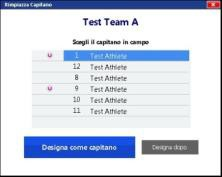 Rimpiazzo Capitano
Test Team A
Scegli il capitano in campo
1 Test Athlete
12 Test Athlete
8 Test Athlete
9 Test Athlete
10 Test Athlete
11 Test Athlete
Designa come capitano
Designa dopo